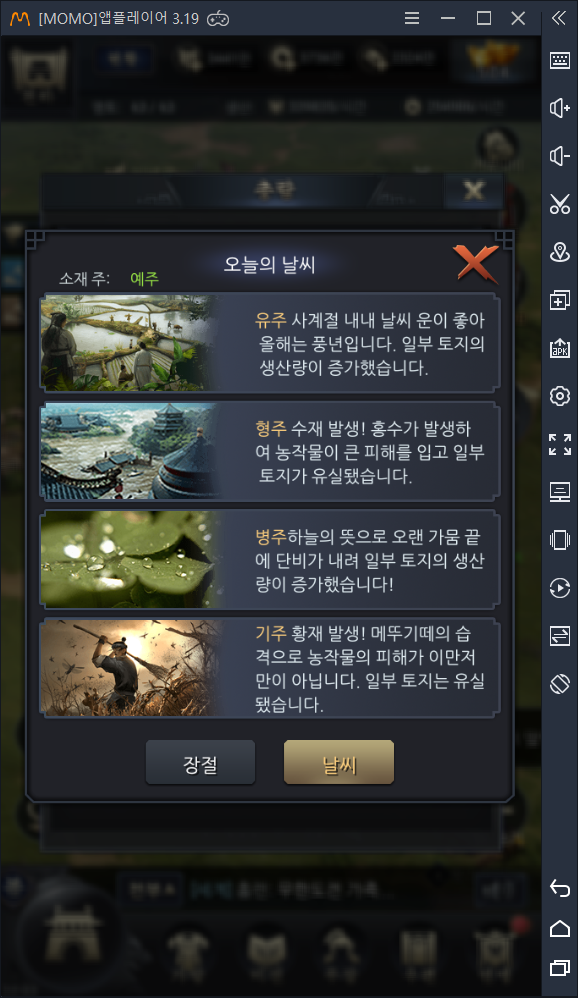 [MOMO]앱플레이어 3.19
오늘의 날씨
소재 주: 예주
유주 사계절 내내 날씨 운이 좋아
올해는 풍년입니다. 일부 토지의
생산량이 증가했습니다.
형주 수재 발생! 홍수가 발생하
여 농작물이 큰 피해를 입고 일부
토지가 유실됐습니다.
병주하늘의 뜻으로 오랜 가뭄 끝
에 단비가 내려 일부 토지의 생산
량이 증가했습니다!
기주 황재 발생! 메뚜기떼의 습
격으로 농작물의 피해가 이만저
만이 아닙니다. 일부 토지는 유실
됐습니다.
장절
날씨
APK